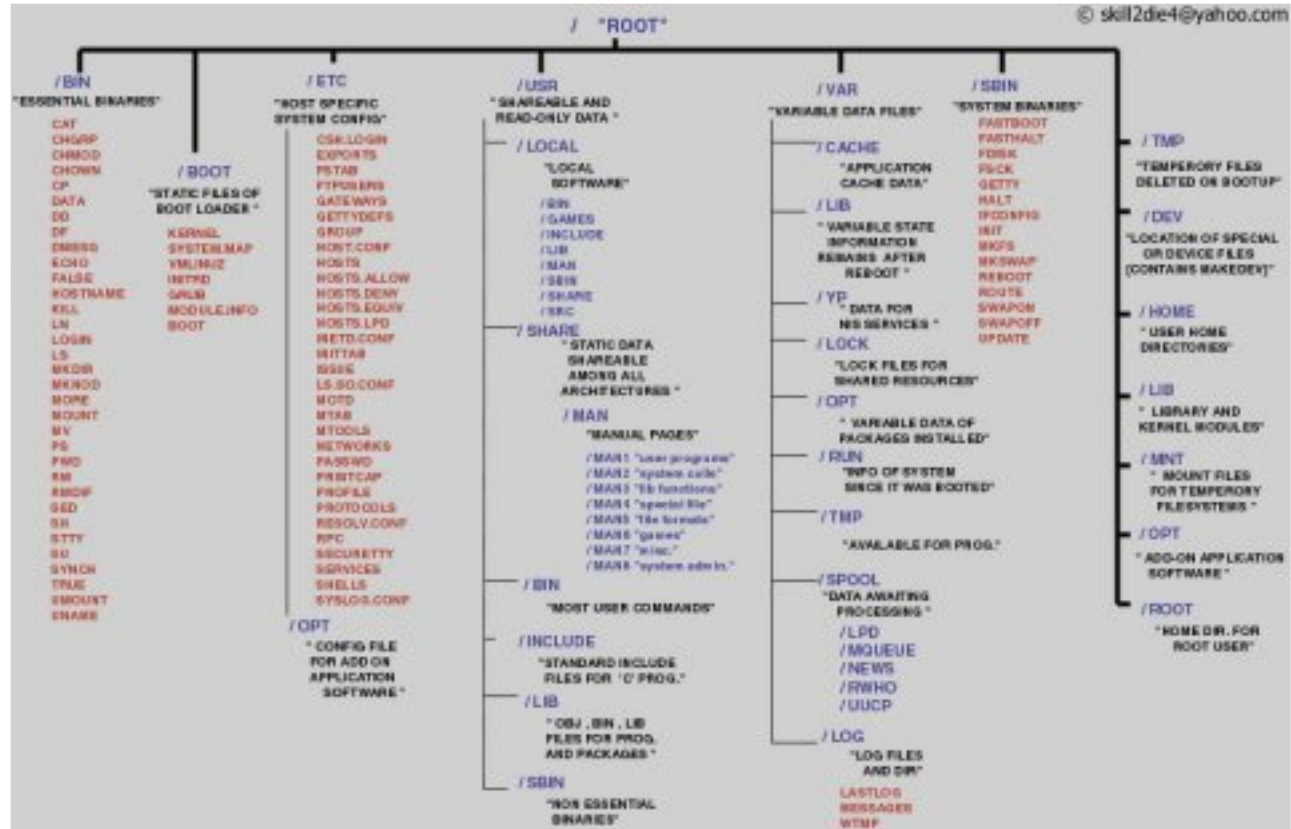 © skill2die4@yahoo.com
/ "ROOT"
/ BIN
"ESSENTIAL BINARIES"
CAT
CHGRP
CHMOD
CHOWN
CP
DATA
DD
DF
DMESG
ECHO
FALSE
HOSTNAME
KILL
LN
LOGIN
LS
MKDIR
MKNOD
MORE
MOUNT
MV
PS
PWD
RM
RMDIF
SED
SH
STTY
SU
SYNCH
TRUE
UMOUNT
UNAME
/ BOOT
"STATIC FILES OF
BOOT LOADER "
KERNEL
SYSTEM.MAP
VMLINUZ
INITRD
GRUB
MODULE.INFO
BOOT
/ ETC
"HOST SPECIFIC
SYSTEM CONFIG"
CSH.LOGIN
EXPORTS
FSTAB
FTPUSERS
GATEWAYS
GETTYDEFS
GROUP
HOST.CONF
HOSTS
HOSTS.ALLOW
HOSTS.DENY
HOSTS.EQUIV
HOSTS.LPD
INETD.CONF
INITTAB
ISSUE
LS.SO.CONF
MOTD
MTAB
MTOOLS
NETWORKS
PASSWD
PRINTCAP
PROFILE
PROTOCOLS
RESOLV.CONF
RPC
SECURETTY
SERVICES
SHELLS
SYSLOG.CONF
/ OPT
" CONFIG FILE
FOR ADD ON
APPLICATION
SOFTWARE "
/ USR
" SHAREABLE AND
READ-ONLY DATA "
/ LOCAL
"LOCAL
SOFTWARE"
/ BIN
/ GAMES
/ INCLUDE
/ LIB
/ MAN
/ SBIN
/ SHARE
/ SRC
/ SHARE
" STATIC DATA
SHAREABLE
AMONG ALL
ARCHITECTURES "
/ MAN
"MANUAL PAGES"
/ MAN1 "user programs"
/ MAN2 "system calls"
/ MAN3 "lib functions"
/ MAN4 "special file"
/ MAN5 "file formats"
/ MAN6 "games"
/ MAN7 "misc."
/ MAN8 "system admin."
/ BIN
"MOST USER COMMANDS"
/ INCLUDE
"STANDARD INCLUDE
FILES FOR 'C' PROG."
/ LIB
" OBJ , BIN , LIB
FILES FOR PROG.
AND PACKAGES "
/ SBIN
"NON ESSENTIAL
BINARIES"
/ VAR
"VARIABLE DATA FILES"
/ CACHE
"APPLICATION
CACHE DATA"
/ LIB
" VARIABLE STATE
INFORMATION
REMAINS AFTER
REBOOT "
/ YP
" DATA FOR
NIS SERVICES "
/ LOCK
"LOCK FILES FOR
SHARED RESOURCES"
/ OPT
" VARIABLE DATA OF
PACKAGES INSTALLED"
/ RUN
"INFO OF SYSTEM
SINCE IT WAS BOOTED"
/ TMP
"AVAILABLE FOR PROG."
/ SPOOL
"DATA AWAITING
PROCESSING "
/ LPD
/ MQUEUE
/ NEWS
/ RWHO
/ UUCP
/ LOG
"LOG FILES
AND DIR"
LASTLOG
MESSAGES
WTMP
/ SBIN
"SYSTEM BINARIES"
FASTBOOT
FASTHALT
FDISK
FSCK
GETTY
HALT
IFCONFIG
INIT
MKFS
MKSWAP
REBOOT
ROUTE
SWAPON
SWAPOFF
UPDATE
/ TMP
"TEMPERORY FILES
DELETED ON BOOTUP"
/ DEV
"LOCATION OF SPECIAL
OR DEVICE FILES
[CONTAINS MAKEDEV]"
/ HOME
" USER HOME
DIRECTORIES"
/ LIB
" LIBRARY AND
KERNEL MODULES"
/ MNT
" MOUNT FILES
FOR TEMPERORY
FILESYSTEMS "
/ OPT
" ADD-ON APPLICATION
SOFTWARE "
/ ROOT
"HOME DIR. FOR
ROOT USER"